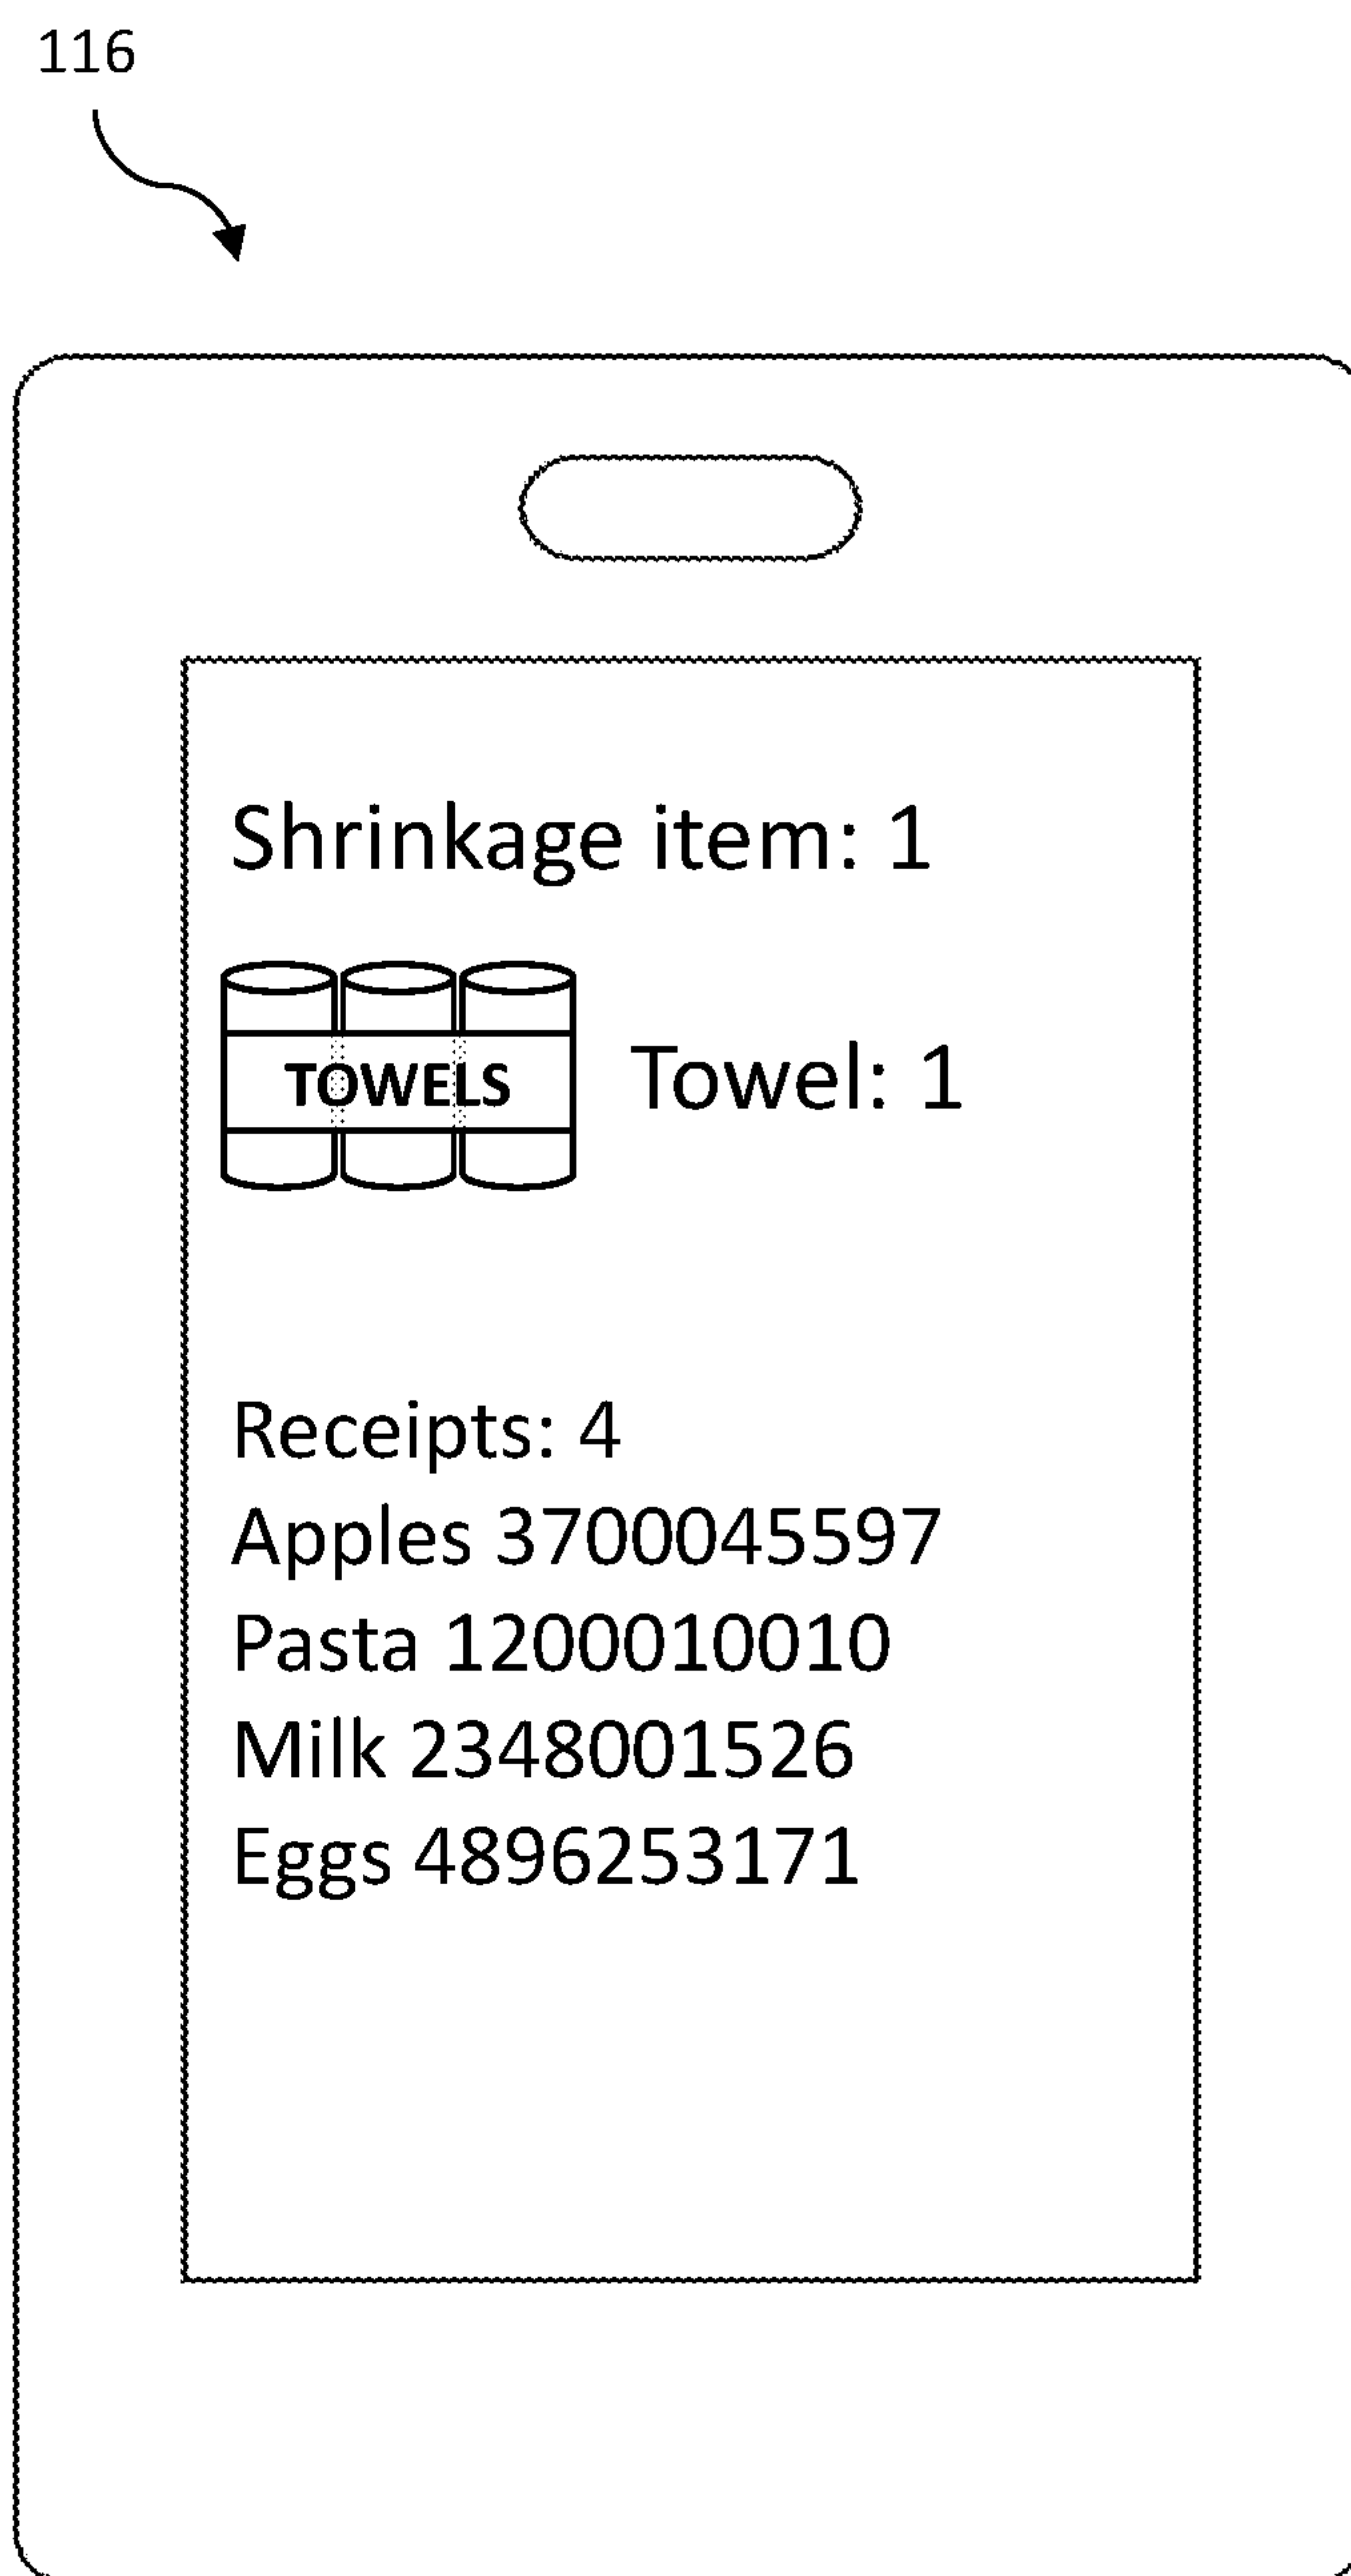 116
Shrinkage item: 1
TOWELS
Towel: 1
Receipts: 4
Apples 3700045597
Pasta 1200010010
Milk 2348001526
Eggs 4896253171